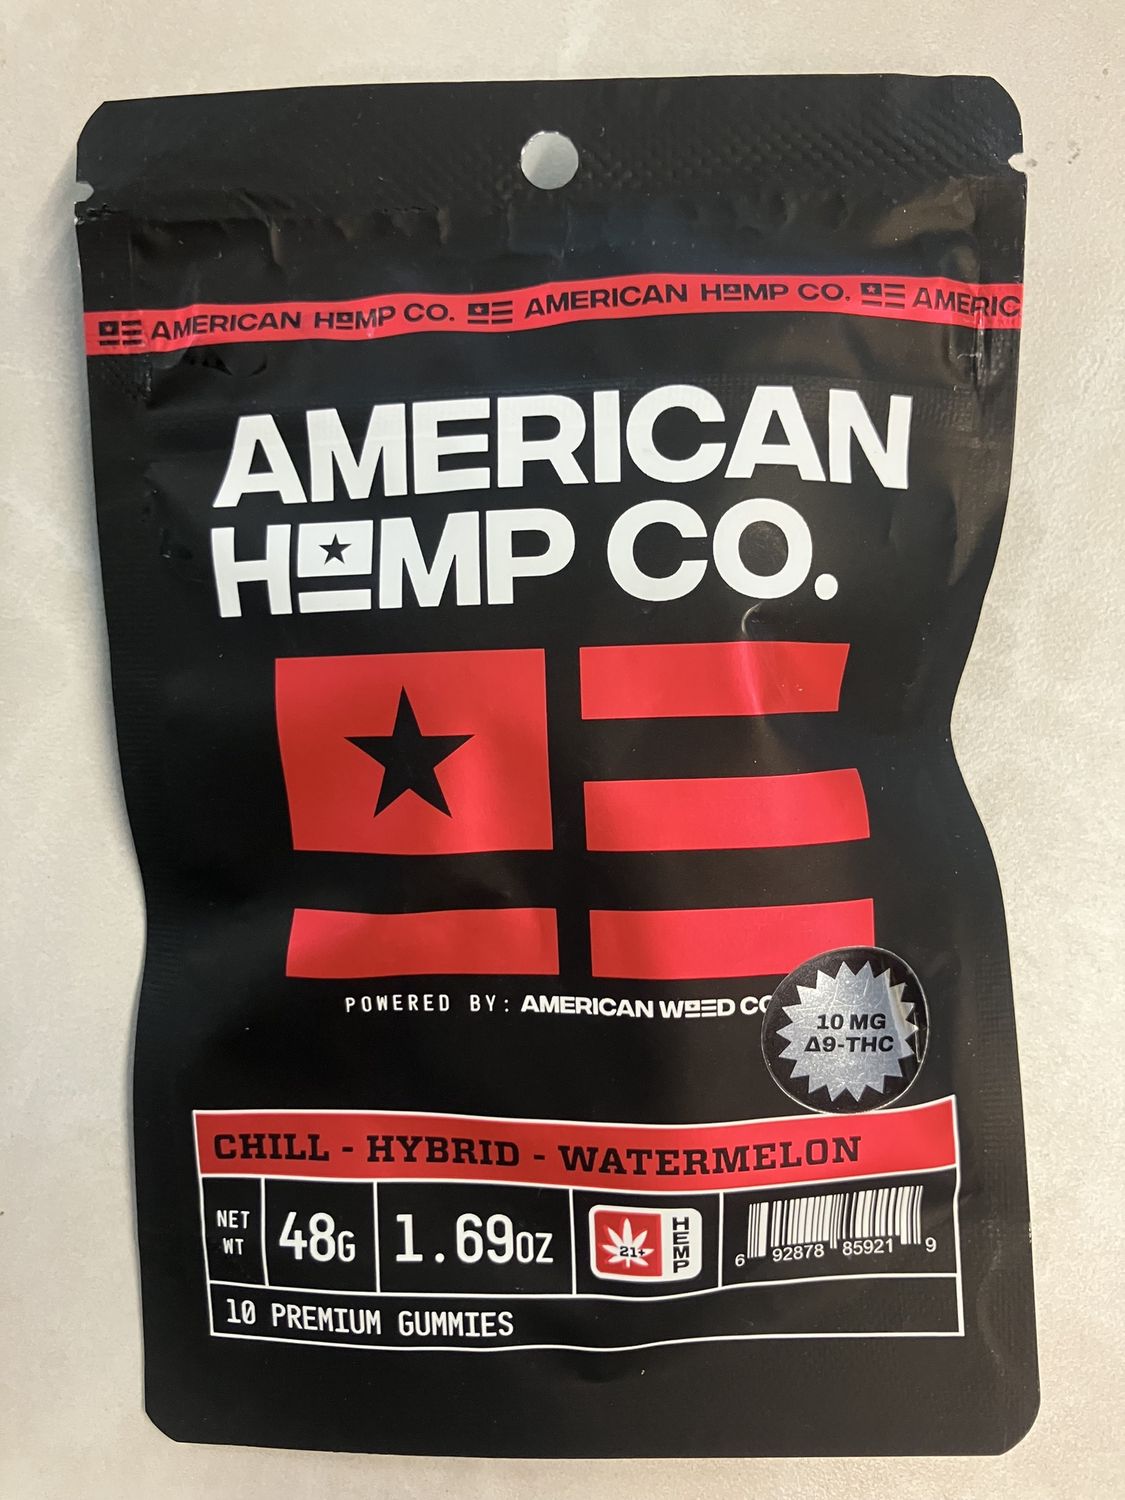 AMERICAN HEMP CO. AMERICAN HEMP CO. AMERIC
AMERICAN
HEMP CO.
POWERED BY: AMERICAN WEED CO
10 MG
Δ9-THC
CHILL - HYBRID - WATERMELON
NET
WT
48G
1.69OZ
21+
HEMP
6 92878 85921 9
10 PREMIUM GUMMIES